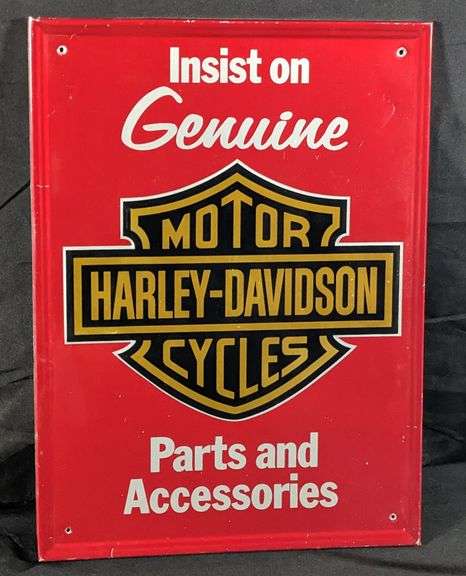 Insist on
Genuine
MOTOR
HARLEY-DAVIDSON
CYCLES
Parts and
Accessories